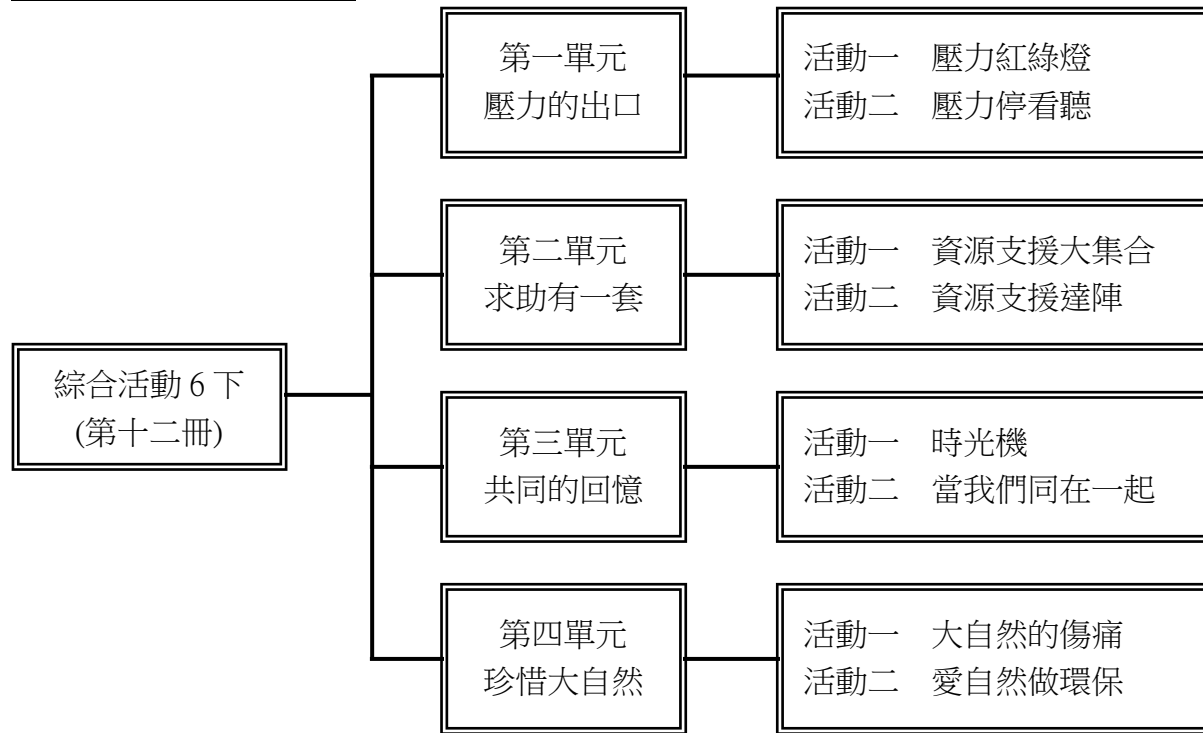 綜合活動 6 下
(第十二冊)
第一單元
壓力的出口
活動一　壓力紅綠燈
活動二　壓力停看聽
第二單元
求助有一套
活動一　資源支援大集合
活動二　資源支援達陣
第三單元
共同的回憶
活動一　時光機
活動二　當我們同在一起
第四單元
珍惜大自然
活動一　大自然的傷痛
活動二　愛自然做環保